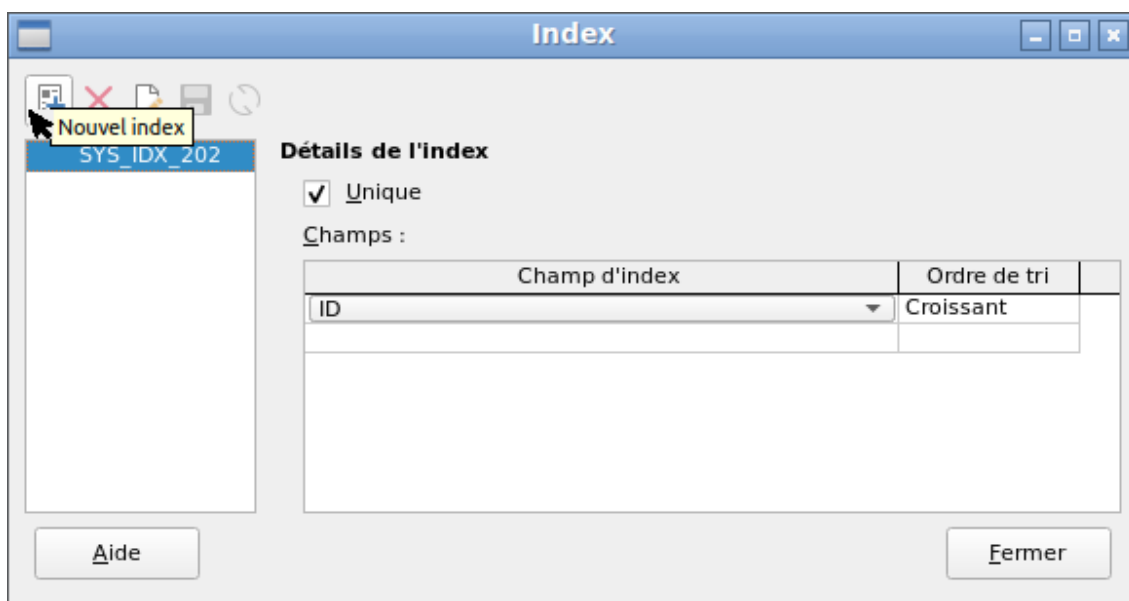 Index
Nouvel index
SYS_IDX_202
Détails de l'index
Unique
Champs :
Champ d'index Ordre de tri
ID Croissant
Aide Fermer